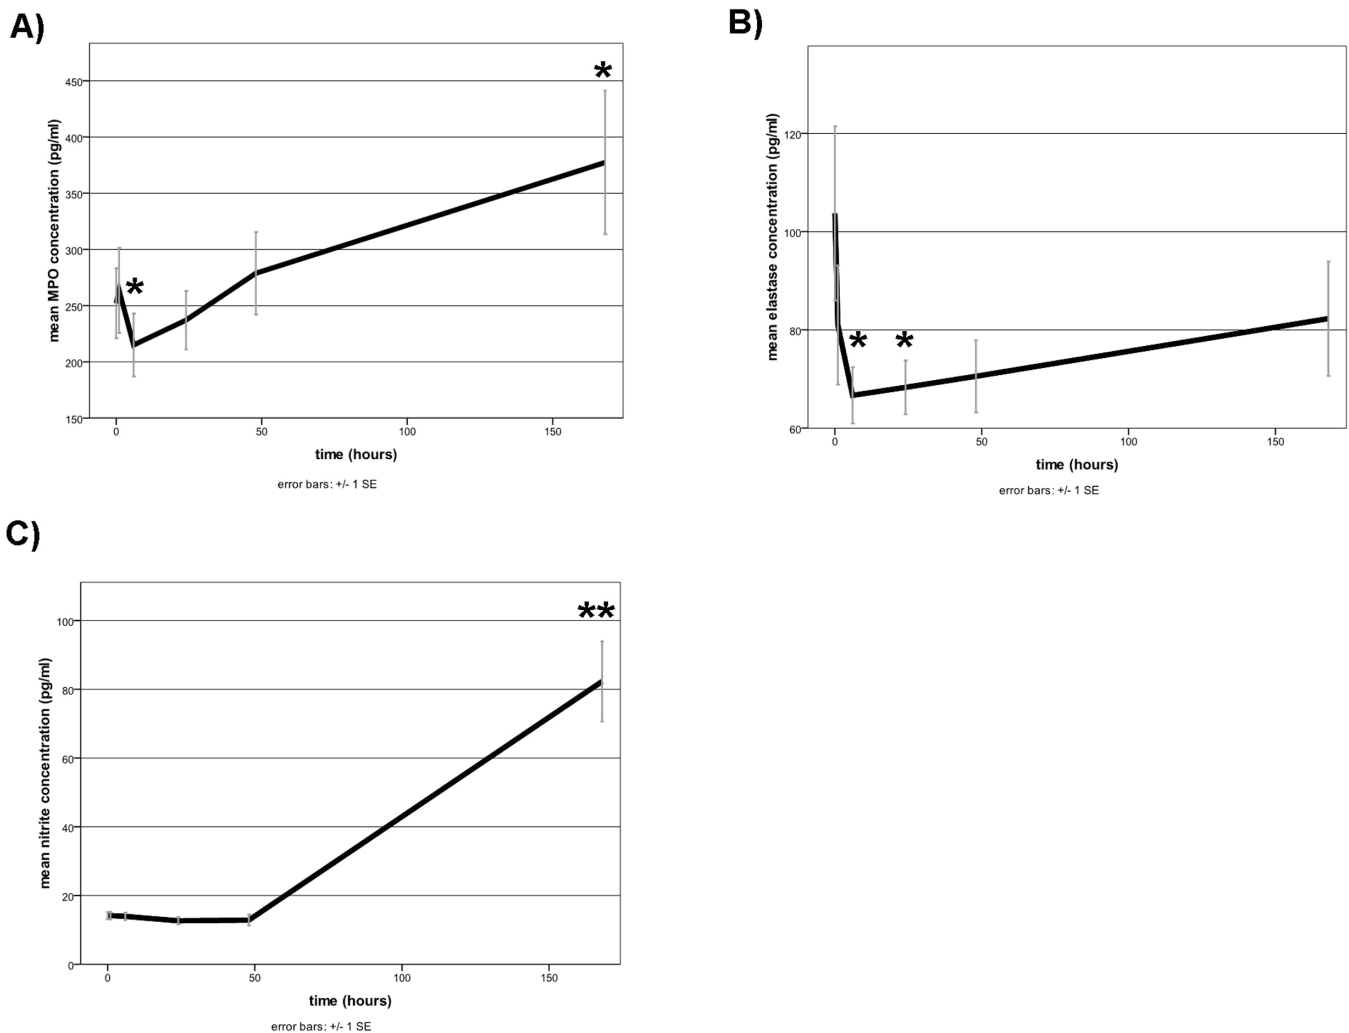 A)
*
*
450
400
350
300
250
200
150
mean MPO concentration (pg/ml)
0 50 100 150
time (hours)
error bars: +/- 1 SE
B)
120
100
80
60
* *
mean elastase concentration (pg/ml)
0 50 100 150
time (hours)
error bars: +/- 1 SE
C)
**
100
80
60
40
20
0
mean nitrite concentration (pg/ml)
0 50 100 150
time (hours)
error bars: +/- 1 SE